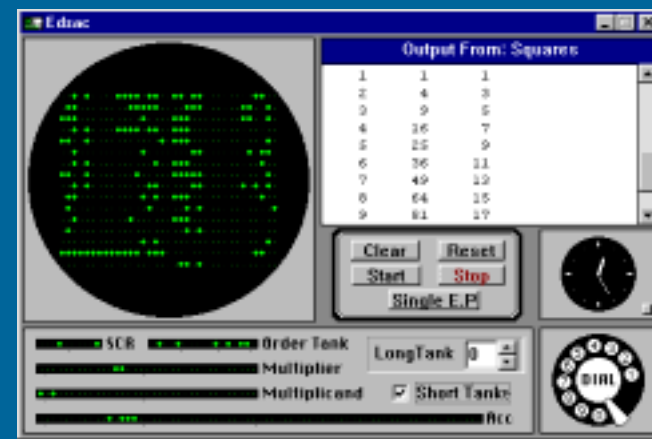 Edsac
Output From: Squares
1 1 1
2 4 3
3 9 5
4 16 7
5 25 9
6 36 11
7 49 13
8 64 15
9 81 17
Clear Reset
Start Stop
Single E.P
SCR Order Tank
Multiplier
Multiplicand
Acc
LongTank 0
Short Tanks
DIAL